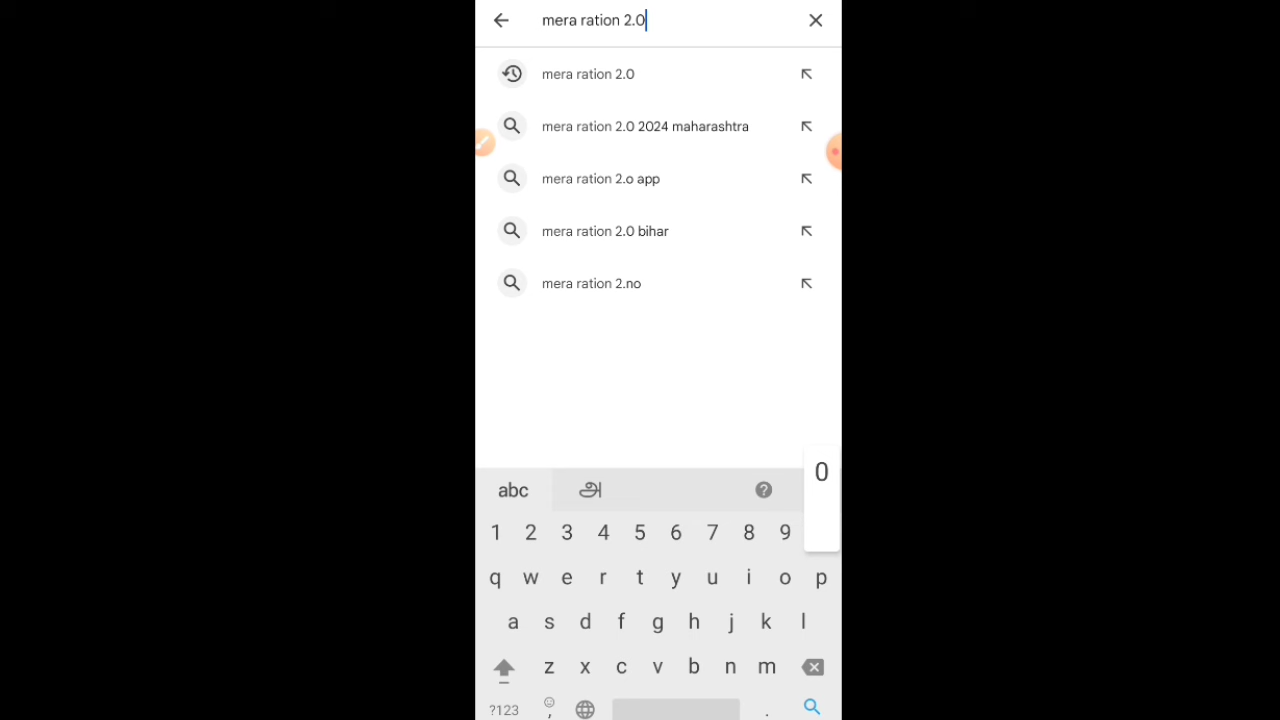 mera ration 2.0
mera ration 2.0
mera ration 2.0 2024 maharashtra
mera ration 2.o app
mera ration 2.0 bihar
mera ration 2.no
0
abc அ ?
1 2 3 4 5 6 7 8 9
q w e r t y u i o p
a s d f g h j k l
z x c v b n m
?123 , .